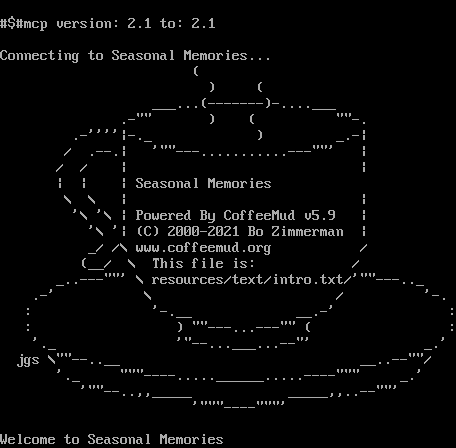 #$#mcp version: 2.1 to: 2.1
Connecting to Seasonal Memories...
Seasonal Memories
Powered By CoffeeMud v5.9
(C) 2000-2021 Bo Zimmerman
www.coffeemud.org
This file is:
resources/text/intro.txt
jgs
Welcome to Seasonal Memories